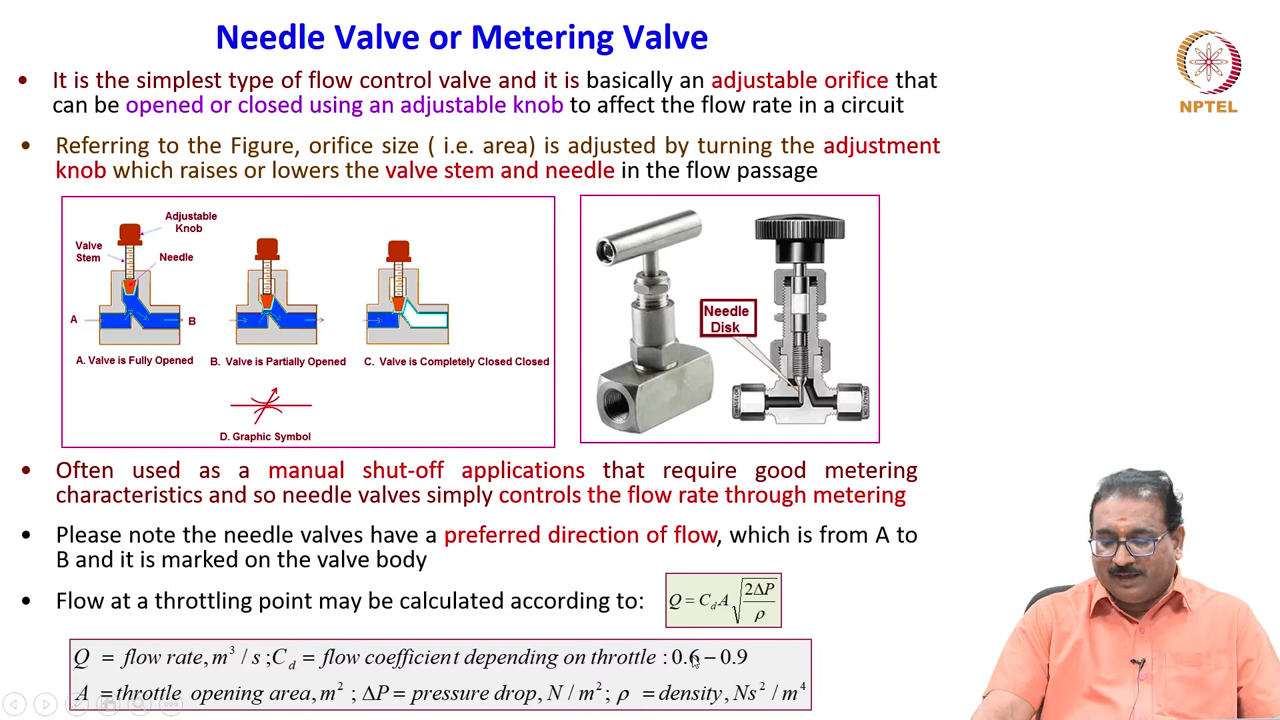 Needle Valve or Metering Valve
NPTEL
• It is the simplest type of flow control valve and it is basically an adjustable orifice that
can be opened or closed using an adjustable knob to affect the flow rate in a circuit
• Referring to the Figure, orifice size ( i.e. area) is adjusted by turning the adjustment
knob which raises or lowers the valve stem and needle in the flow passage
Adjustable
Knob
Valve
Stem
Needle
A
B
A. Valve is Fully Opened
B. Valve is Partially Opened
C. Valve is Completely Closed Closed
D. Graphic Symbol
Needle
Disk
• Often used as a manual shut-off applications that require good metering
characteristics and so needle valves simply controls the flow rate through metering
• Please note the needle valves have a preferred direction of flow, which is from A to
B and it is marked on the valve body
• Flow at a throttling point may be calculated according to: Q = C_d A √(2ΔP/ρ)
Q = flow rate, m³ / s ; C_d = flow coefficient depending on throttle : 0.6 − 0.9
A = throttle opening area, m² ; ΔP = pressure drop, N / m² ; ρ = density, Ns² / m⁴